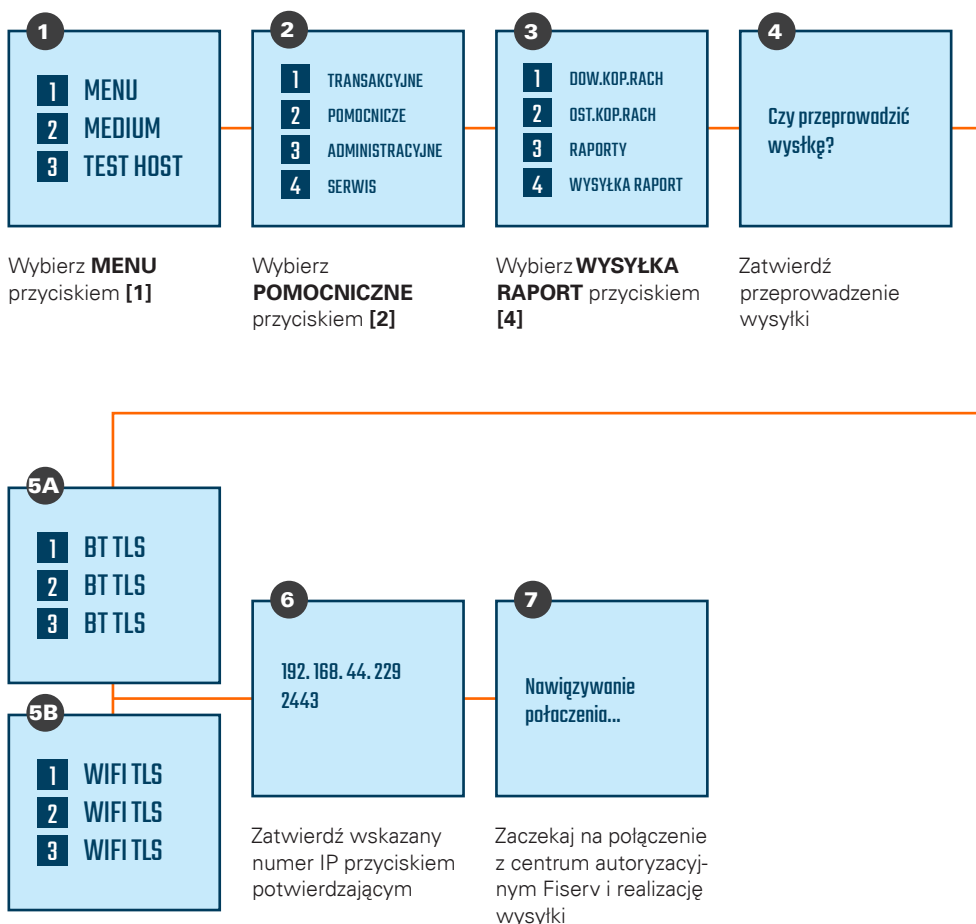 1
1 MENU
2 MEDIUM
3 TEST HOST
Wybierz MENU
przyciskiem [1]
2
1 TRANSAKCYJNE
2 POMOCNICZE
3 ADMINISTRACYJNE
4 SERWIS
Wybierz
POMOCNICZNE
przyciskiem [2]
3
1 DOW.KOP.RACH
2 OST.KOP.RACH
3 RAPORTY
4 WYSYŁKA RAPORT
Wybierz WYSYŁKA
RAPORT przyciskiem
[4]
4
Czy przeprowadzić
wysłkę?
Zatwierdź
przeprowadzenie
wysyłki
5A
1 BT TLS
2 BT TLS
3 BT TLS
5B
1 WIFI TLS
2 WIFI TLS
3 WIFI TLS
6
192. 168. 44. 229
2443
Zatwierdź wskazany
numer IP przyciskiem
potwierdzającym
7
Nawiązywanie
połaczenia...
Zaczekaj na połączenie
z centrum autoryzacyj-
nym Fiserv i realizację
wysyłki